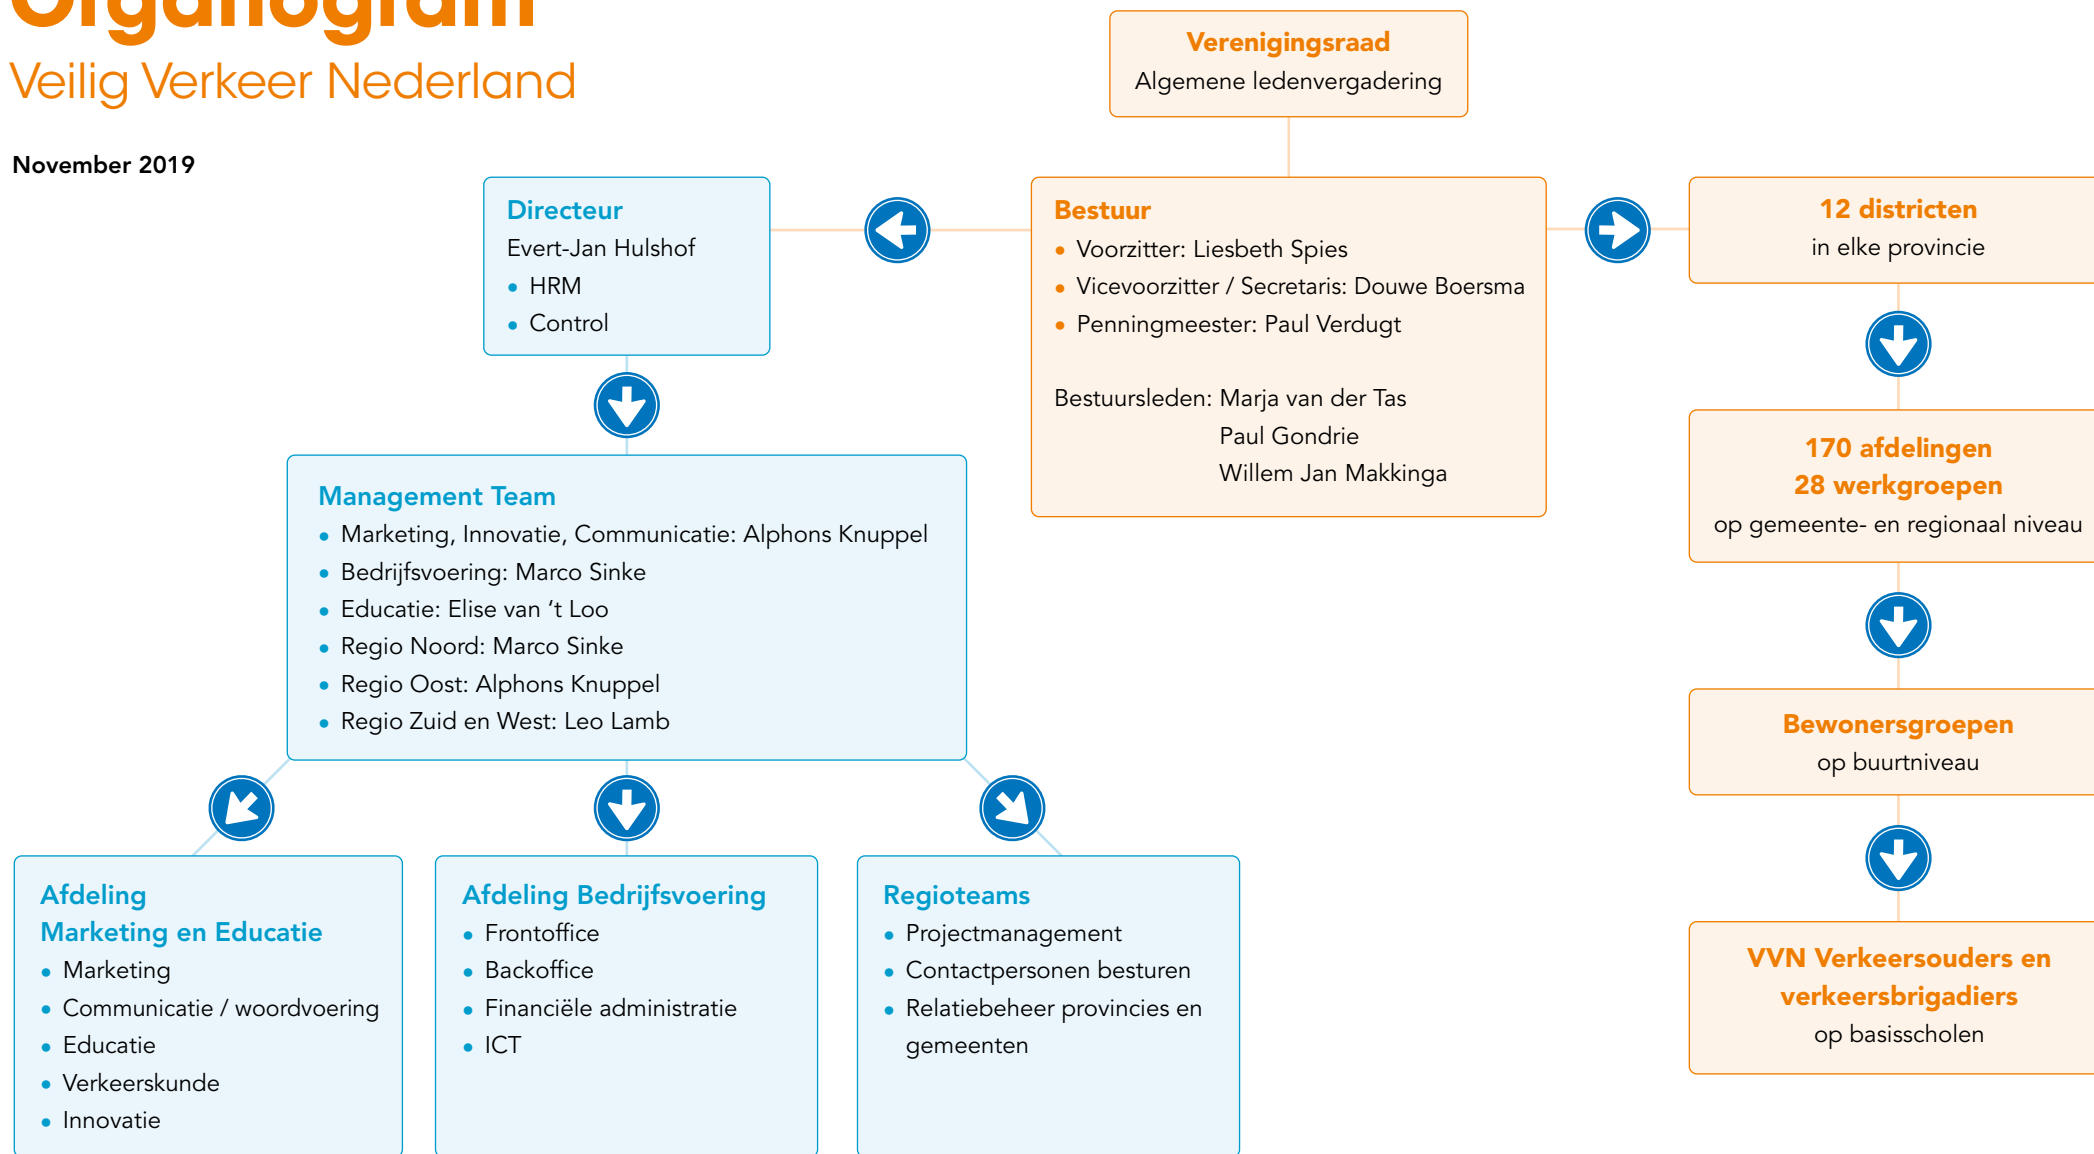 Organogram
Veilig Verkeer Nederland
November 2019
Verenigingsraad
Algemene ledenvergadering
Directeur
Evert-Jan Hulshof
• HRM
• Control
Bestuur
• Voorzitter: Liesbeth Spies
• Vicevoorzitter / Secretaris: Douwe Boersma
• Penningmeester: Paul Verdugt
Bestuursleden: Marja van der Tas
Paul Gondrie
Willem Jan Makkinga
12 districten
in elke provincie
170 afdelingen
28 werkgroepen
op gemeente- en regionaal niveau
Bewonersgroepen
op buurtniveau
VVN Verkeersouders en
verkeersbrigadiers
op basisscholen
Management Team
• Marketing, Innovatie, Communicatie: Alphons Knuppel
• Bedrijfsvoering: Marco Sinke
• Educatie: Elise van ‘t Loo
• Regio Noord: Marco Sinke
• Regio Oost: Alphons Knuppel
• Regio Zuid en West: Leo Lamb
Afdeling
Marketing en Educatie
• Marketing
• Communicatie / woordvoering
• Educatie
• Verkeerskunde
• Innovatie
Afdeling Bedrijfsvoering
• Frontoffice
• Backoffice
• Financiële administratie
• ICT
Regioteams
• Projectmanagement
• Contactpersonen besturen
• Relatiebeheer provincies en
gemeenten